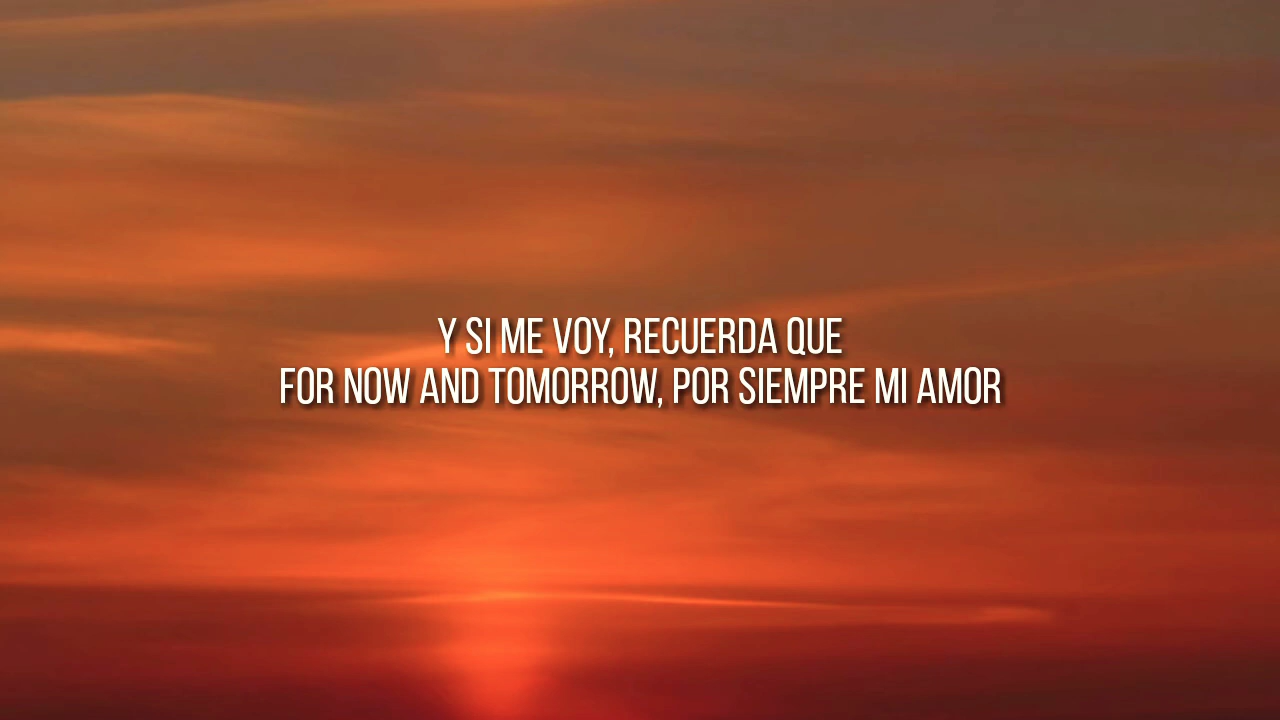 Y SI ME VOY, RECUERDA QUE
FOR NOW AND TOMORROW, POR SIEMPRE MI AMOR